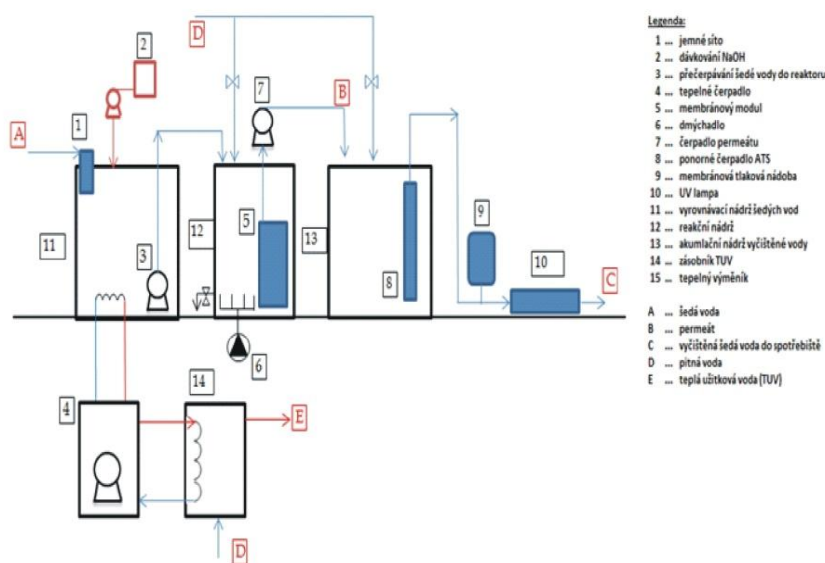 D
2
7
B
1
A
5
12
13
9
11
3
8
10
C
6
14
4
E
D
Legenda:
1 ... jemné síto
2 ... dávkování NaOH
3 ... přečerpávání šedé vody do reaktoru
4 ... tepelné čerpadlo
5 ... membránový modul
6 ... dmýchadlo
7 ... čerpadlo permeátu
8 ... ponorné čerpadlo ATS
9 ... membránová tlaková nádoba
10 ... UV lampa
11 ... vyrovnávací nádrž šedých vod
12 ... reakční nádrž
13 ... akumlační nádrž vyčištěné vody
14 ... zásobník TUV
15 ... tepelný výměník
A ... šedá voda
B ... permeát
C ... vyčištěná šedá voda do spotřebiště
D ... pitná voda
E ... teplá užitková voda (TUV)